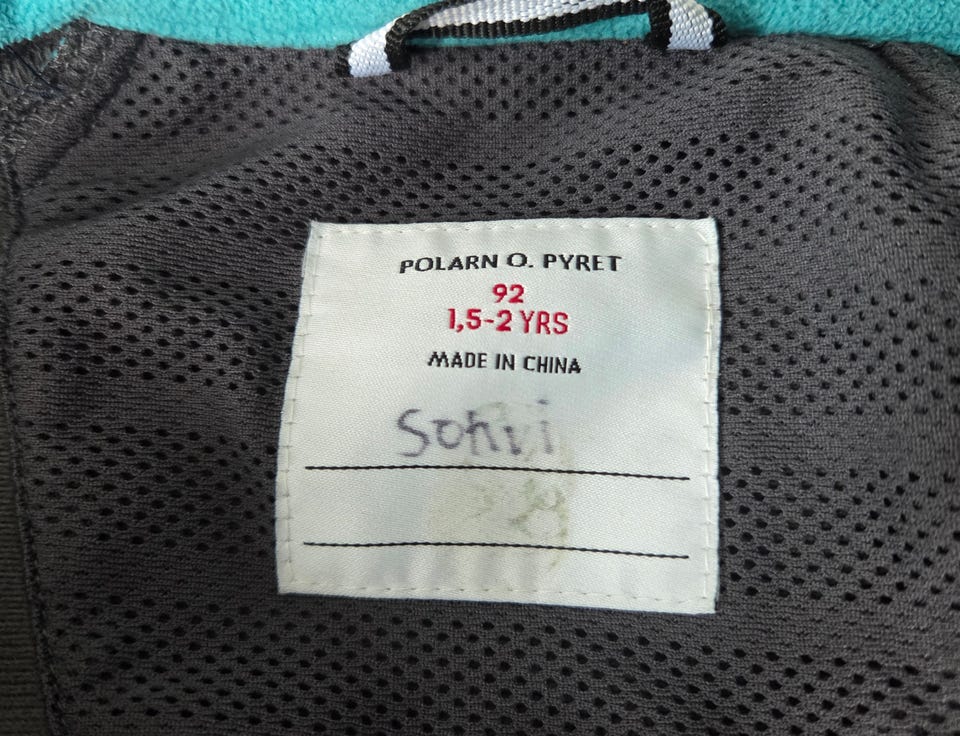 POLARN O. PYRET
92
1,5-2 YRS
MADE IN CHINA
Sohvi